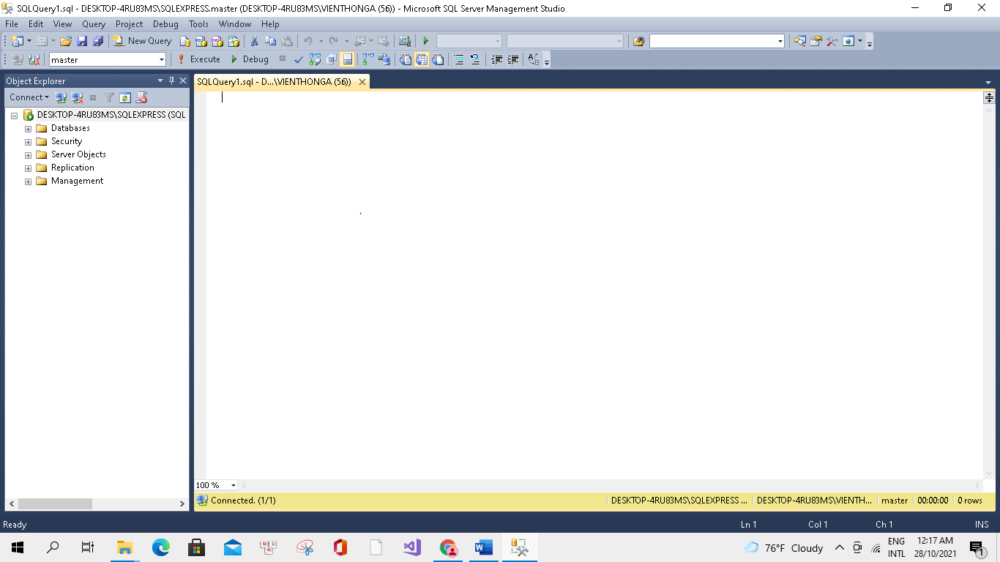 SQLQuery1.sql - DESKTOP-4RU83MS\SQLEXPRESS.master (DESKTOP-4RU83MS\VIENTHONGA (56)) - Microsoft SQL Server Management Studio
File Edit View Query Project Debug Tools Window Help
New Query
master Execute Debug
Object Explorer
SQLQuery1.sql - D...\VIENTHONGA (56))
Connect
DESKTOP-4RU83MS\SQLEXPRESS (SQL
Databases
Security
Server Objects
Replication
Management
100 %
Connected. (1/1) DESKTOP-4RU83MS\SQLEXPRESS ... DESKTOP-4RU83MS\VIENTH... master 00:00:00 0 rows
Ready Ln 1 Col 1 Ch 1 INS
76°F Cloudy
ENG
INTL
12:17 AM
28/10/2021
1